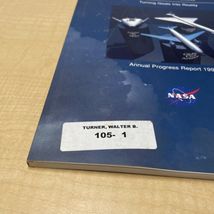 Turning Goals Into Reality
Annual Progress Report 199
NASA
TURNER, WALTER B.
105- 1